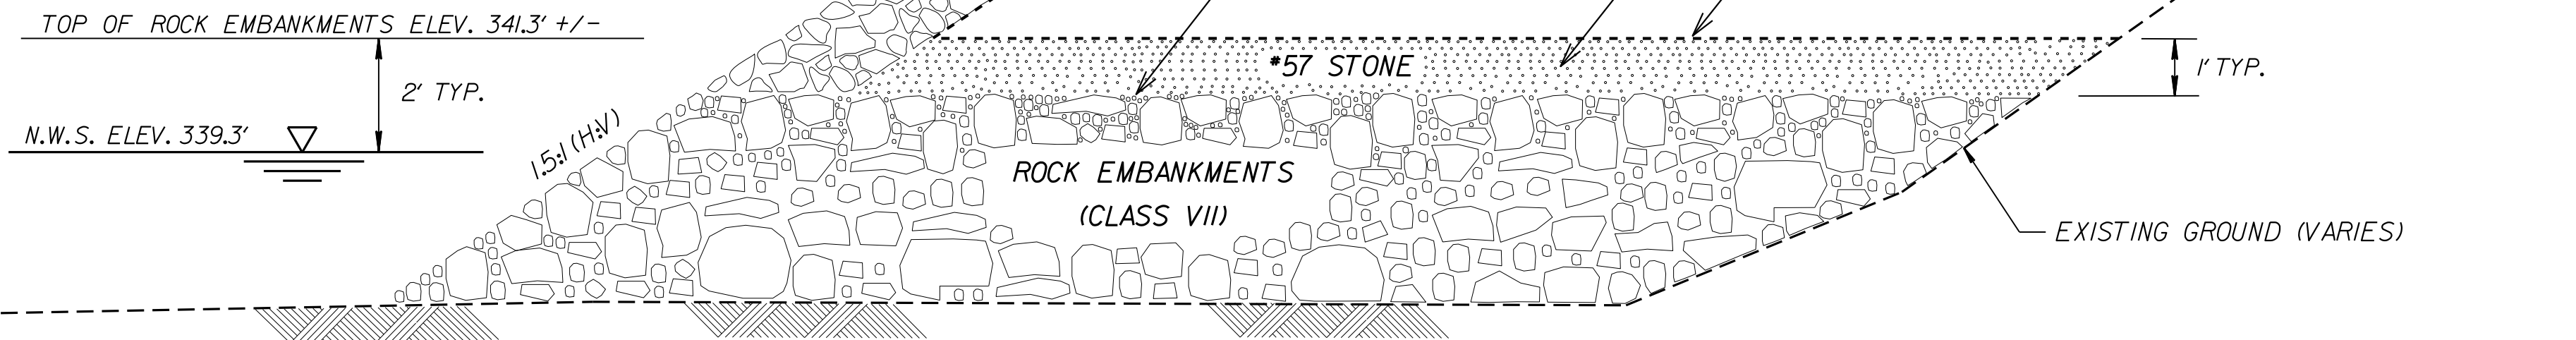 TOP OF ROCK EMBANKMENTS ELEV. 341.3' +/-
2' TYP.
N.W.S. ELEV. 339.3'
1.5:1 (H:V)
#57 STONE
1' TYP.
ROCK EMBANKMENTS
(CLASS VII)
EXISTING GROUND (VARIES)